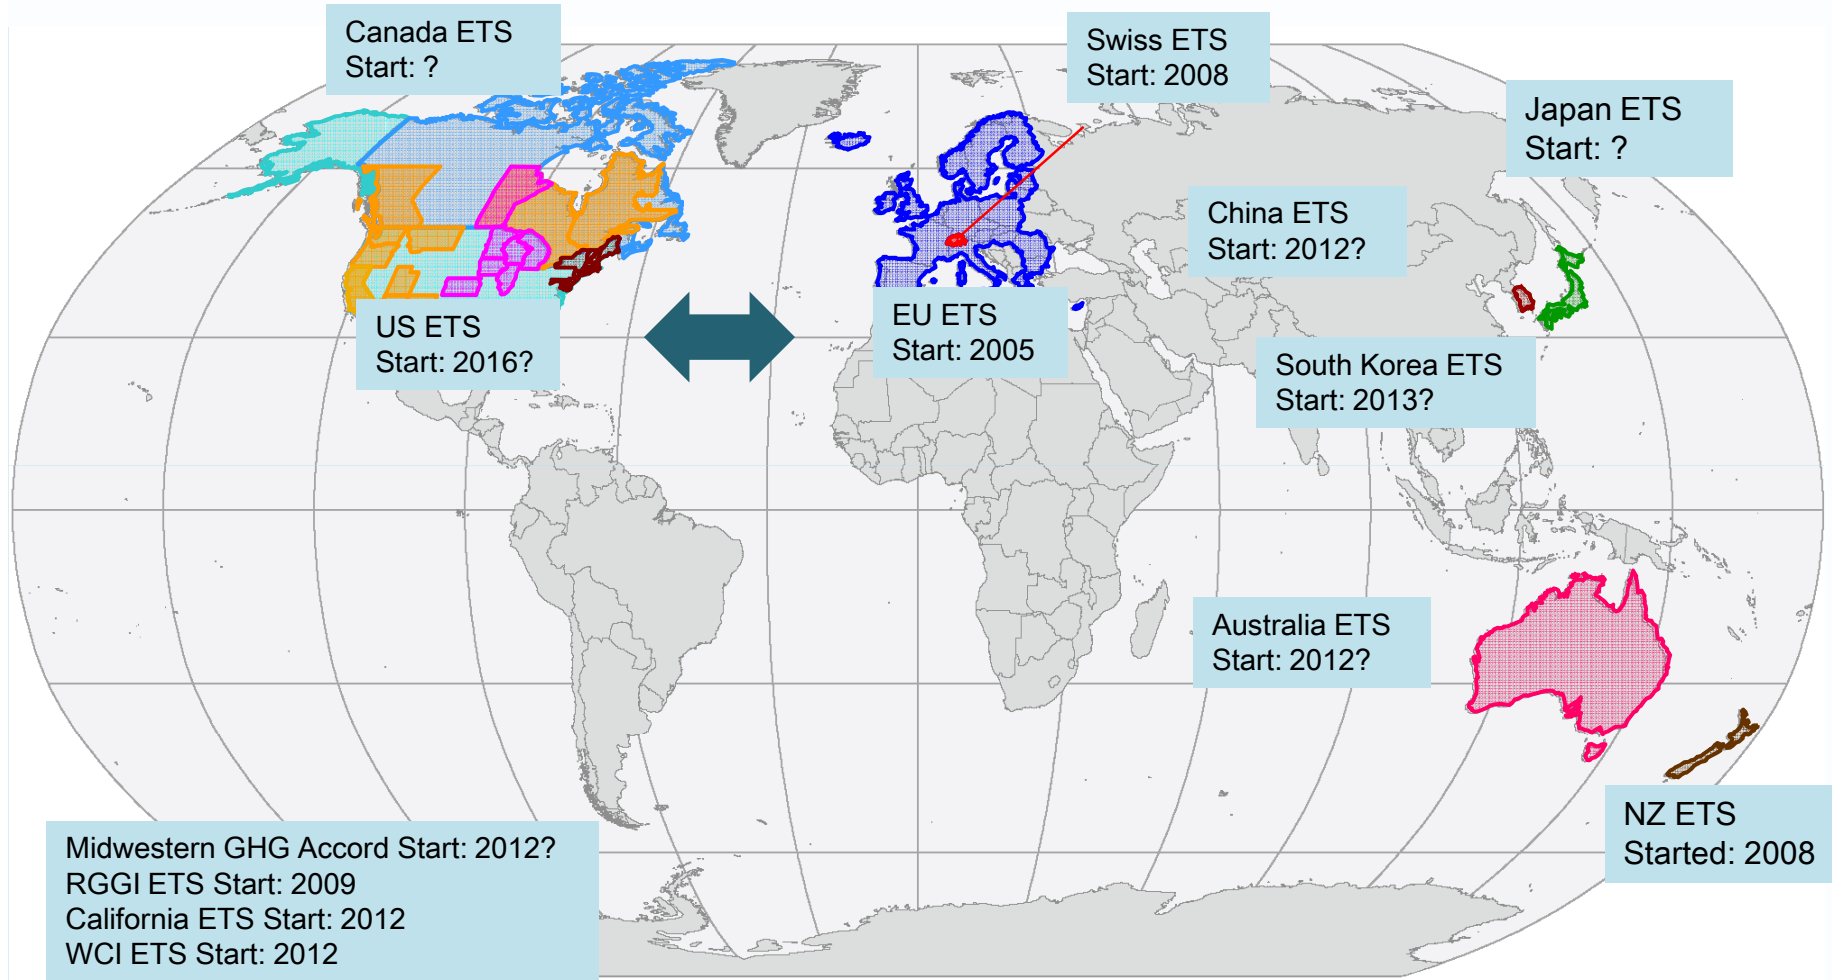 Canada ETS
Start: ?
Swiss ETS
Start: 2008
Japan ETS
Start: ?
China ETS
Start: 2012?
US ETS
Start: 2016?
EU ETS
Start: 2005
South Korea ETS
Start: 2013?
Australia ETS
Start: 2012?
NZ ETS
Started: 2008
Midwestern GHG Accord Start: 2012?
RGGI ETS Start: 2009
California ETS Start: 2012
WCI ETS Start: 2012